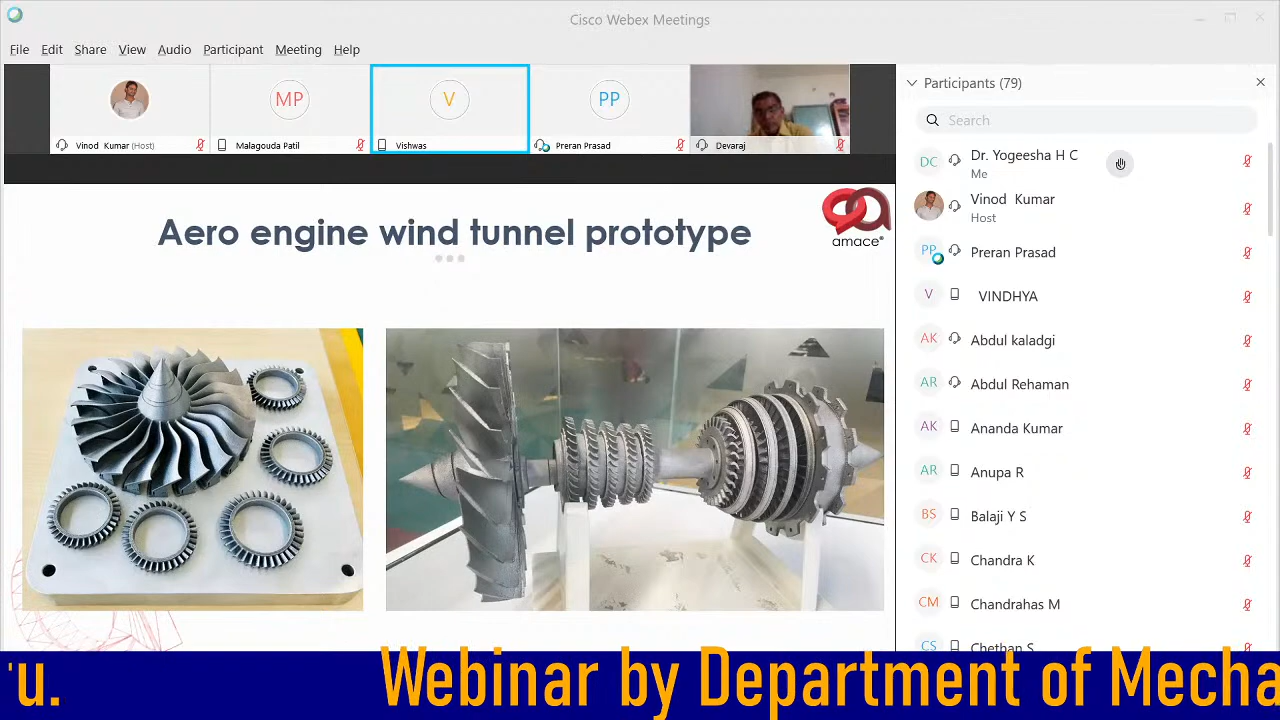 Cisco Webex Meetings
File Edit Share View Audio Participant Meeting Help
MP
V
PP
Vinod Kumar (Host)
Malagouda Patil
Vishwas
Preran Prasad
Devaraj
Aero engine wind tunnel prototype
amace®
Participants (79)
Search
DC Dr. Yogeesha H C
Me
Vinod Kumar
Host
PP Preran Prasad
V VINDHYA
AK Abdul kaladgi
AR Abdul Rehaman
AK Ananda Kumar
AR Anupa R
BS Balaji Y S
CK Chandra K
CM Chandrahas M
CS Chethan S
u. Webinar by Department of Mecha